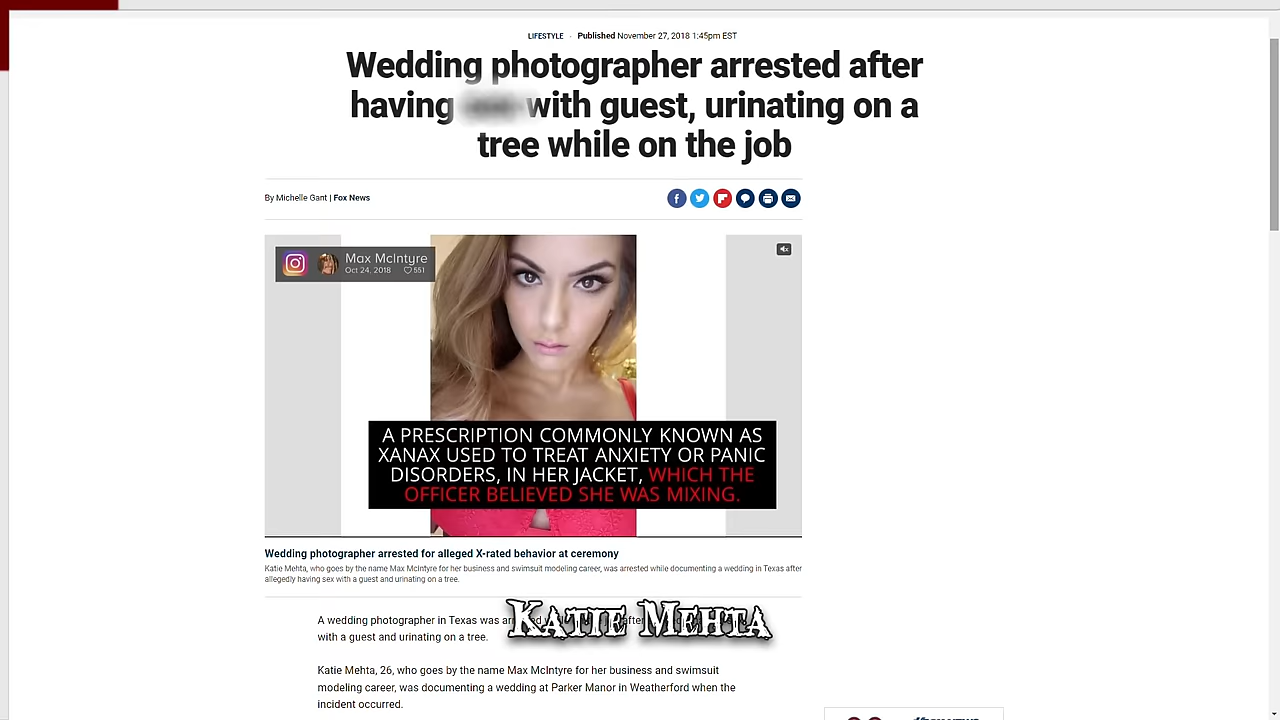 LIFESTYLE · Published November 27, 2018 1:45pm EST
Wedding photographer arrested after
having with guest, urinating on a
tree while on the job
By Michelle Gant | Fox News
Max McIntyre
Oct 24, 2018 551
A PRESCRIPTION COMMONLY KNOWN AS
XANAX USED TO TREAT ANXIETY OR PANIC
DISORDERS, IN HER JACKET, WHICH THE
OFFICER BELIEVED SHE WAS MIXING.
Wedding photographer arrested for alleged X-rated behavior at ceremony
Katie Mehta, who goes by the name Max McIntyre for her business and swimsuit modeling career, was arrested while documenting a wedding in Texas after
allegedly having sex with a guest and urinating on a tree.
A wedding photographer in Texas was after
Katie Mehta
with a guest and urinating on a tree.
Katie Mehta, 26, who goes by the name Max McIntyre for her business and swimsuit
modeling career, was documenting a wedding at Parker Manor in Weatherford when the
incident occurred.